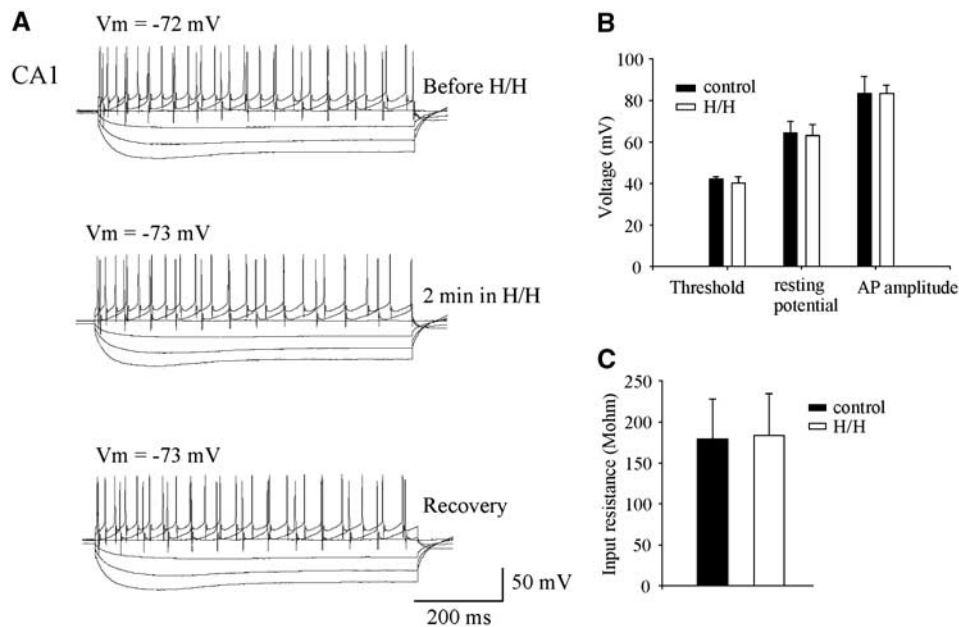 A
Vm = -72 mV
CA1
Before H/H
Vm = -73 mV
2 min in H/H
Vm = -73 mV
Recovery
50 mV
200 ms
B
control
H/H
Voltage (mV)
100
80
60
40
20
0
Threshold
resting potential
AP amplitude
C
control
H/H
Input resistance (Mohm)
250
200
150
100
50
0